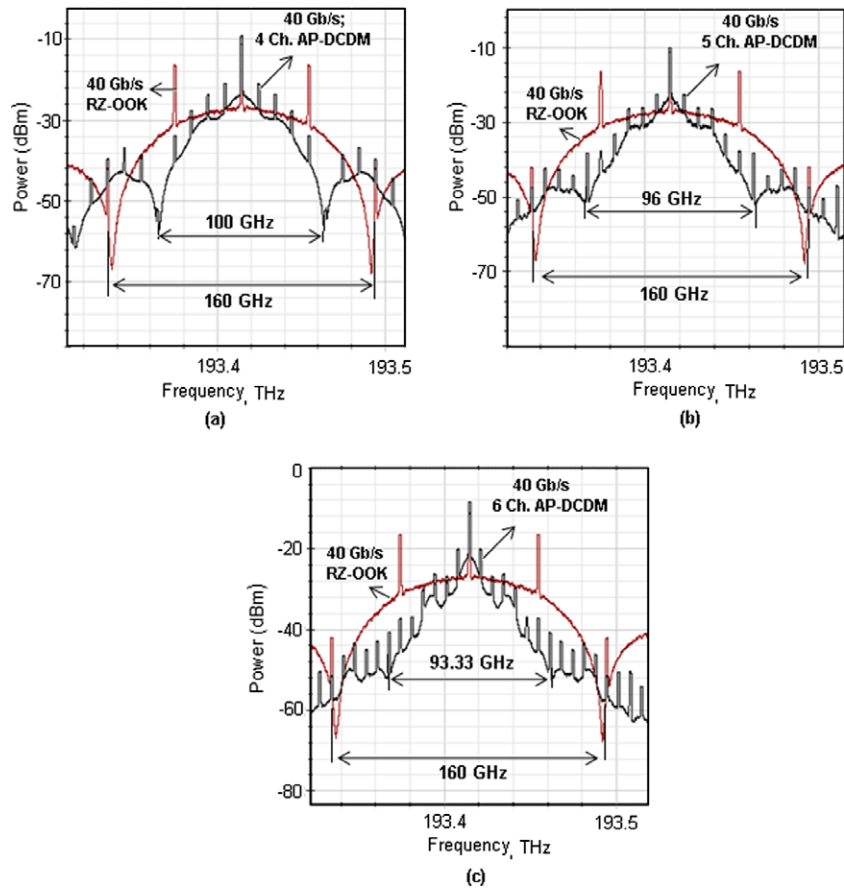 40 Gb/s;
4 Ch. AP-DCDM
40 Gb/s
RZ-OOK
100 GHz
160 GHz
-10
-30
-50
-70
Power (dBm)
193.4
193.5
Frequency, THz
(a)
40 Gb/s
5 Ch. AP-DCDM
40 Gb/s
RZ-OOK
96 GHz
160 GHz
-10
-30
-50
-70
Power (dBm)
193.4
193.5
Frequency, THz
(b)
40 Gb/s
6 Ch. AP-DCDM
40 Gb/s
RZ-OOK
93.33 GHz
160 GHz
0
-20
-40
-60
-80
Power (dBm)
193.4
193.5
Frequency, THz
(c)